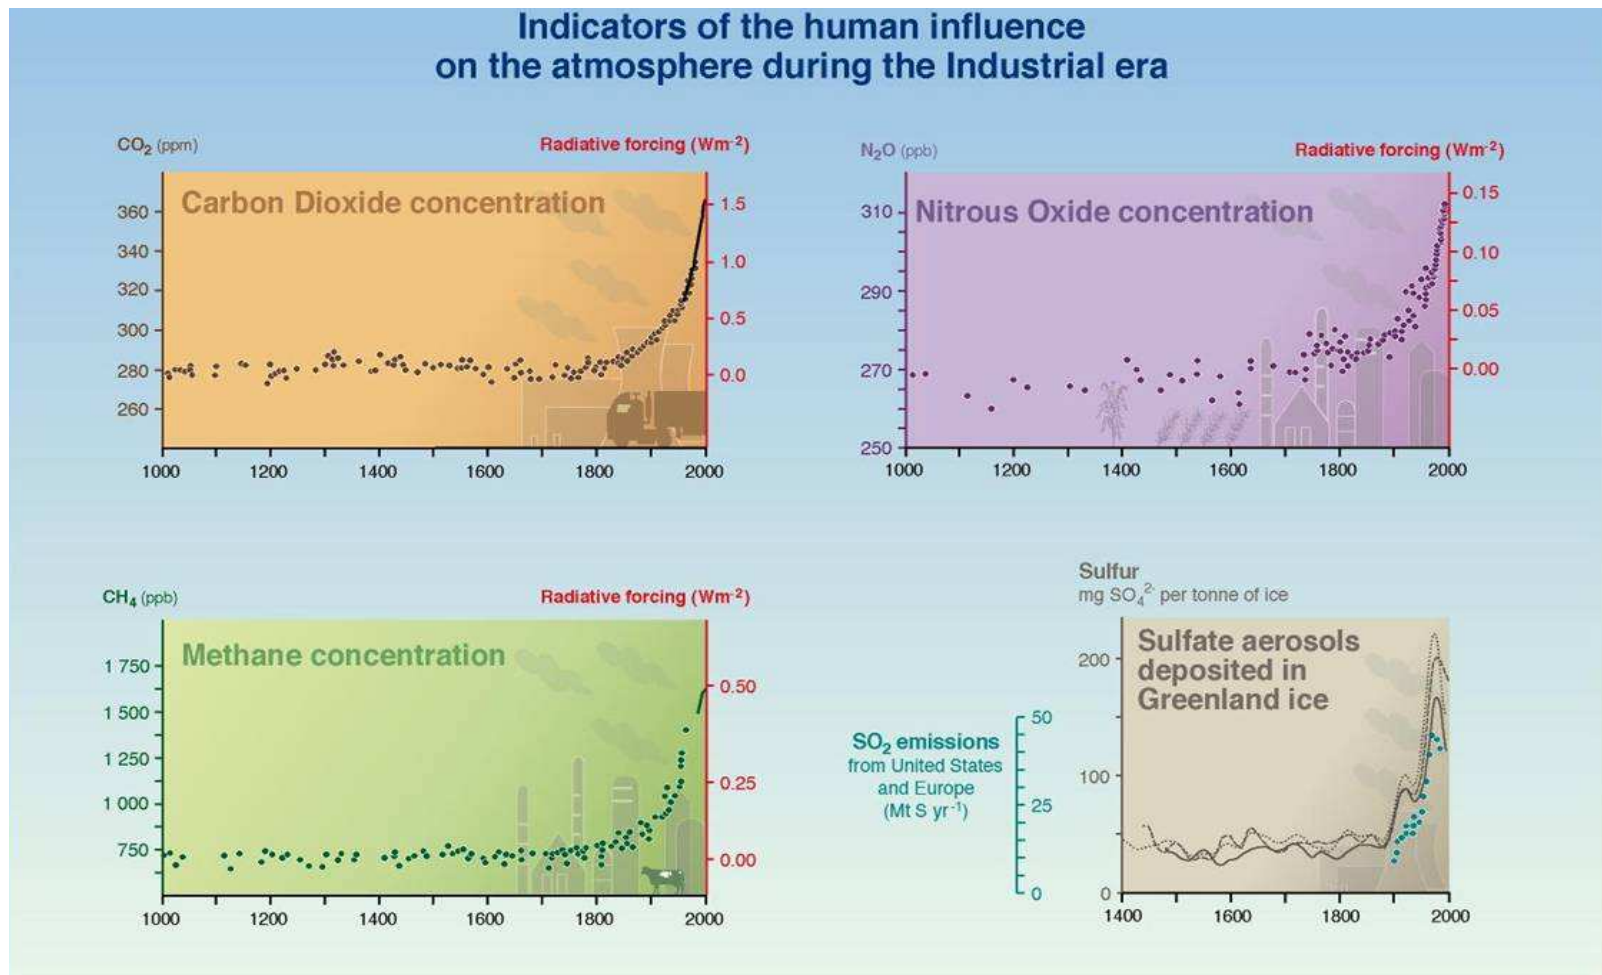 Indicators of the human influence
on the atmosphere during the Industrial era
CO₂ (ppm)
Radiative forcing (Wm⁻²)
Carbon Dioxide concentration
360
340
320
300
280
260
1.5
1.0
0.5
0.0
1000 1200 1400 1600 1800 2000
N₂O (ppb)
Radiative forcing (Wm⁻²)
Nitrous Oxide concentration
310
290
270
250
0.15
0.10
0.05
0.00
1000 1200 1400 1600 1800 2000
CH₄ (ppb)
Radiative forcing (Wm⁻²)
Methane concentration
1 750
1 500
1 250
1 000
750
0.50
0.25
0.00
1000 1200 1400 1600 1800 2000
Sulfur
mg SO₄²⁻ per tonne of ice
Sulfate aerosols
deposited in
Greenland ice
200
100
0
SO₂ emissions
from United States
and Europe
(Mt S yr⁻¹)
50
25
0
1400 1600 1800 2000